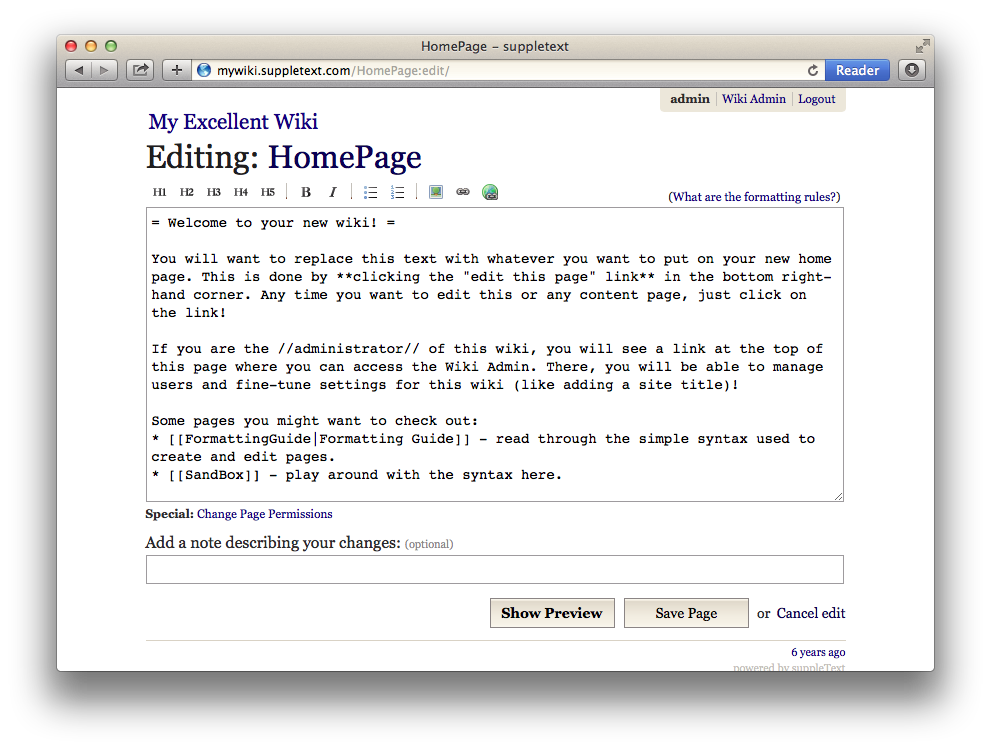 HomePage – suppletext
mywiki.suppletext.com/HomePage:edit/
Reader
admin Wiki Admin Logout
My Excellent Wiki
Editing: HomePage
H1 H2 H3 H4 H5 B I
(What are the formatting rules?)
= Welcome to your new wiki! =
You will want to replace this text with whatever you want to put on your new home
page. This is done by **clicking the "edit this page" link** in the bottom right-
hand corner. Any time you want to edit this or any content page, just click on
the link!
If you are the //administrator// of this wiki, you will see a link at the top of
this page where you can access the Wiki Admin. There, you will be able to manage
users and fine-tune settings for this wiki (like adding a site title)!
Some pages you might want to check out:
* [[FormattingGuide|Formatting Guide]] – read through the simple syntax used to
create and edit pages.
* [[SandBox]] – play around with the syntax here.
Special: Change Page Permissions
Add a note describing your changes: (optional)
Show Preview Save Page or Cancel edit
6 years ago
powered by suppleText